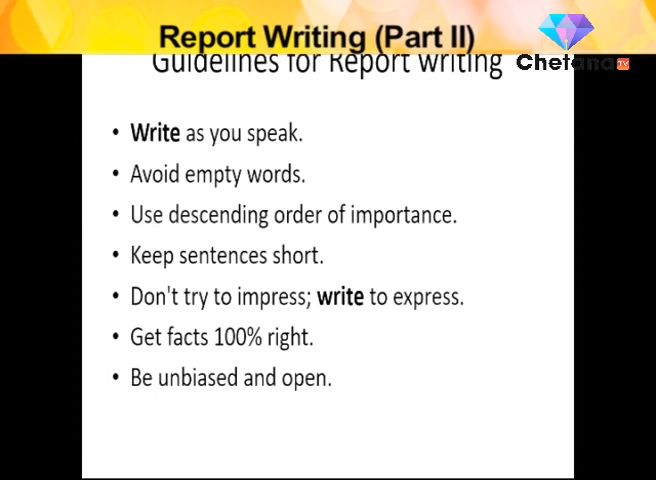 Report Writing (Part II)
Guidelines for Report writing
Chetana TV
• Write as you speak.
• Avoid empty words.
• Use descending order of importance.
• Keep sentences short.
• Don't try to impress; write to express.
• Get facts 100% right.
• Be unbiased and open.